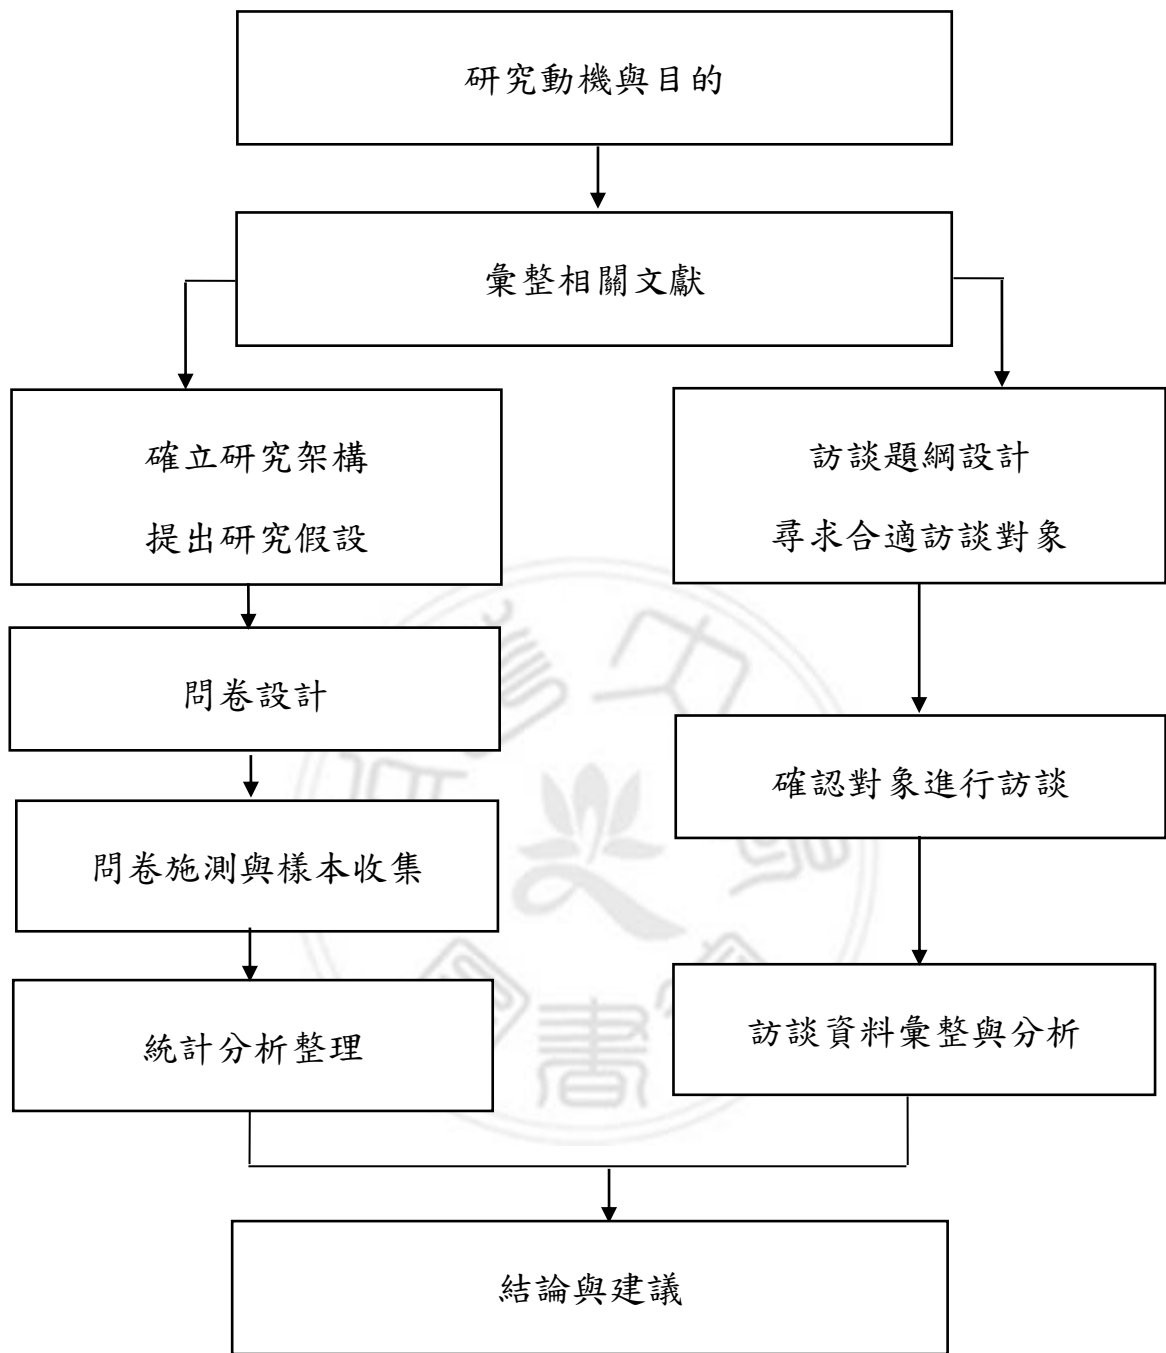 研究動機與目的
彙整相關文獻
確立研究架構
提出研究假設
問卷設計
問卷施測與樣本收集
統計分析整理
訪談題綱設計
尋求合適訪談對象
確認對象進行訪談
訪談資料彙整與分析
結論與建議